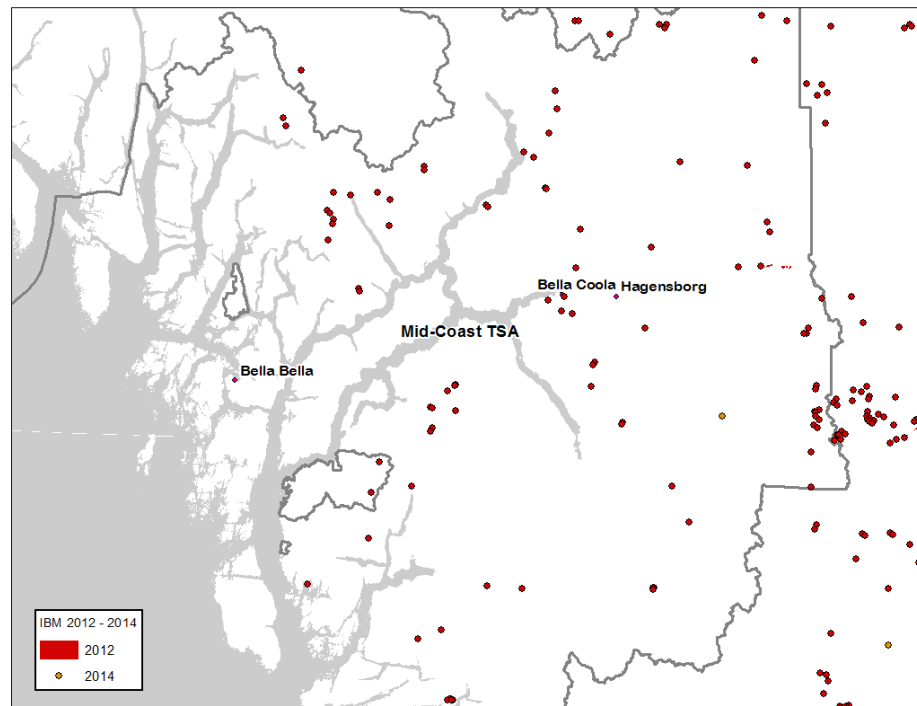 Bella Coola
Hagensborg
Mid-Coast TSA
Bella Bella
IBM 2012 - 2014
2012
2014